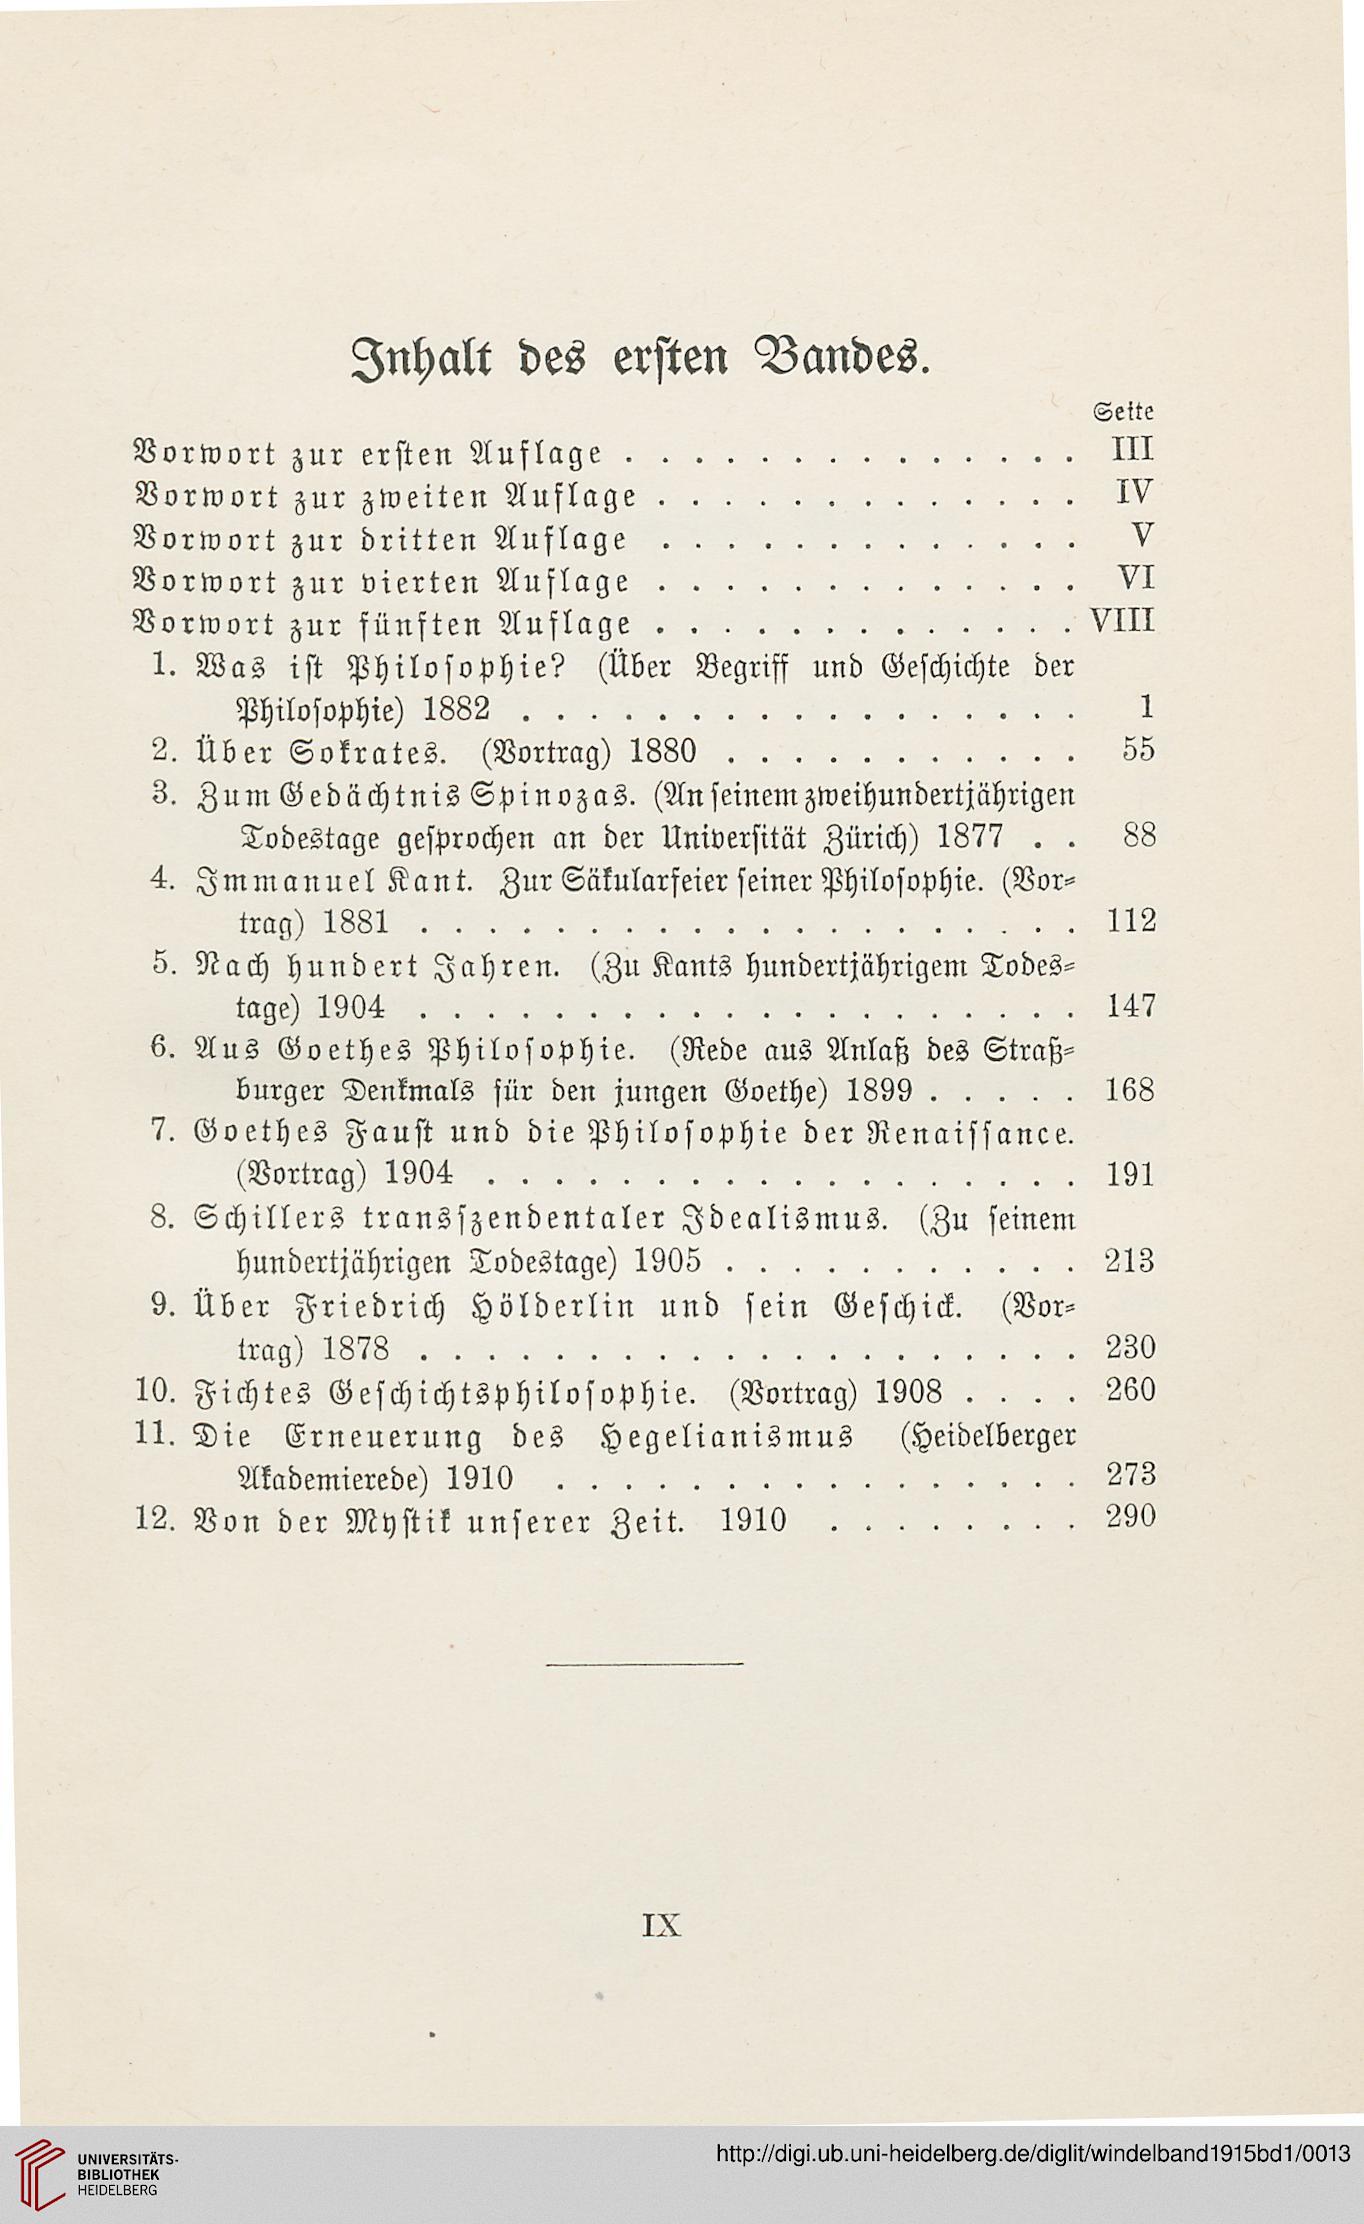 Inhalt des ersten Bandes.
Seite
Vorwort zur ersten Auflage . . . . . . . . . . . . . . III
Vorwort zur zweiten Auflage . . . . . . . . . . . . . IV
Vorwort zur dritten Auflage . . . . . . . . . . . . . V
Vorwort zur vierten Auflage . . . . . . . . . . . . . VI
Vorwort zur fünften Auflage . . . . . . . . . . . . . VIII
1. Was ist Philosophie? (Über Begriff und Geschichte der
Philosophie) 1882 . . . . . . . . . . . . . . . . . 1
2. Über Sokrates. (Vortrag) 1880 . . . . . . . . . . . 55
3. Zum Gedächtnis Spinozas. (An seinem zweihundertjährigen
Todestage gesprochen an der Universität Zürich) 1877 . . 88
4. Immanuel Kant. Zur Säkularfeier seiner Philosophie. (Vor-
trag) 1881 . . . . . . . . . . . . . . . . . . . . 112
5. Nach hundert Jahren. (Zu Kants hundertjährigem Todes-
tage) 1904 . . . . . . . . . . . . . . . . . . . . 147
6. Aus Goethes Philosophie. (Rede aus Anlaß des Straß-
burger Denkmals für den jungen Goethe) 1899 . . . . . 168
7. Goethes Faust und die Philosophie der Renaissance.
(Vortrag) 1904 . . . . . . . . . . . . . . . . . . 191
8. Schillers transszendentaler Idealismus. (Zu seinem
hundertjährigen Todestage) 1905 . . . . . . . . . . . 213
9. Über Friedrich Hölderlin und sein Geschick. (Vor-
trag) 1878 . . . . . . . . . . . . . . . . . . . . 230
10. Fichtes Geschichtsphilosophie. (Vortrag) 1908 . . . . 260
11. Die Erneuerung des Hegelianismus (Heidelberger
Akademierede) 1910 . . . . . . . . . . . . . . . . 273
12. Von der Mystik unserer Zeit. 1910 . . . . . . . . 290
IX
UNIVERSITÄTS-
BIBLIOTHEK
HEIDELBERG
http://digi.ub.uni-heidelberg.de/diglit/windelband1915bd1/0013